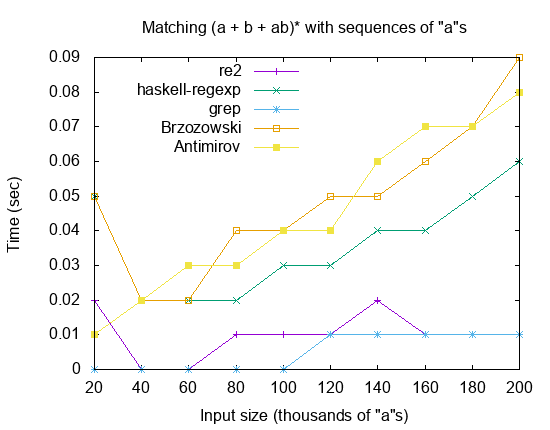 Matching (a + b + ab)* with sequences of "a"s
0.09
0.08
0.07
0.06
0.05
0.04
0.03
0.02
0.01
0
Time (sec)
re2
haskell-regexp
grep
Brzozowski
Antimirov
20 40 60 80 100 120 140 160 180 200
Input size (thousands of "a"s)